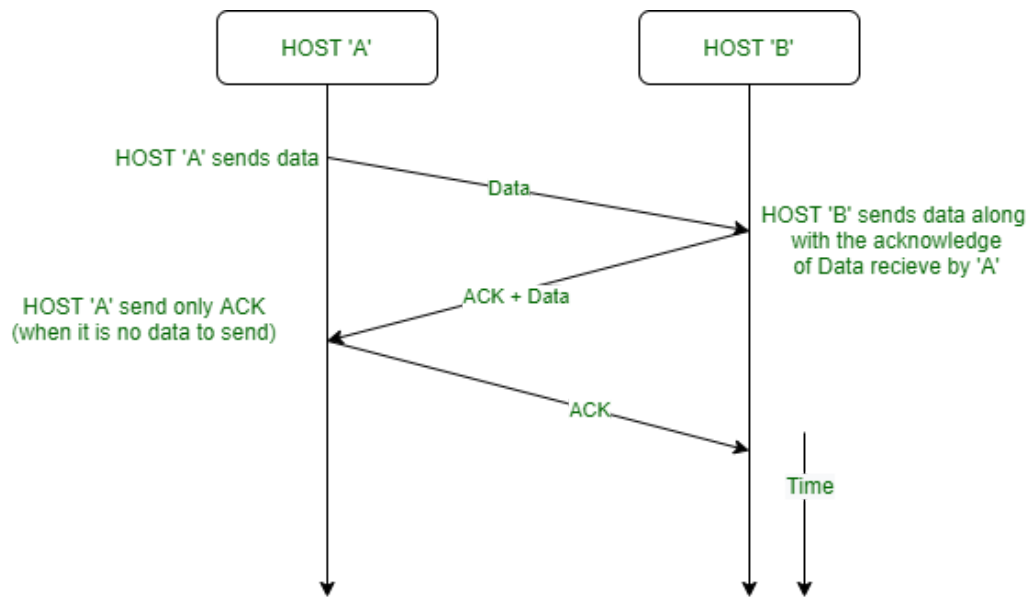 HOST 'A'
HOST 'B'
HOST 'A' sends data
Data
HOST 'B' sends data along
with the acknowledge
of Data recieve by 'A'
ACK + Data
HOST 'A' send only ACK
(when it is no data to send)
ACK
Time